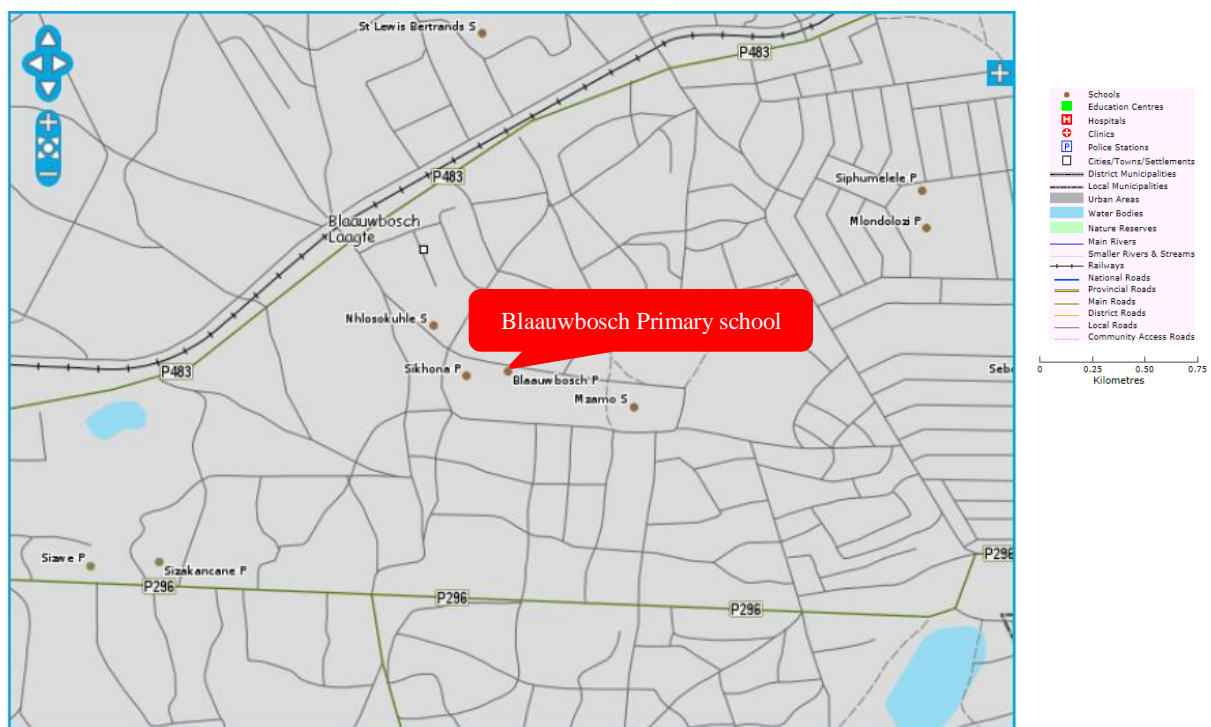 St Lewis Bertrands S
P483
P483
Siphumelele P
Mlondolozi P
Blaauwbosch
Laagte
Blaauwbosch Primary school
Nhlosokuhle S
P483
Sikhona P
Blaauwbosch P
Mzamo S
Sizwe P
Sizakancane P
P296
P296
P296
P296
Schools
Education Centres
H Hospitals
Clinics
P Police Stations
Cities/Towns/Settlements
District Municipalities
Local Municipalities
Urban Areas
Water Bodies
Nature Reserves
Main Rivers
Smaller Rivers & Streams
Railways
National Roads
Provincial Roads
Main Roads
District Roads
Local Roads
Community Access Roads
0 0.25 0.50 0.75
Kilometres